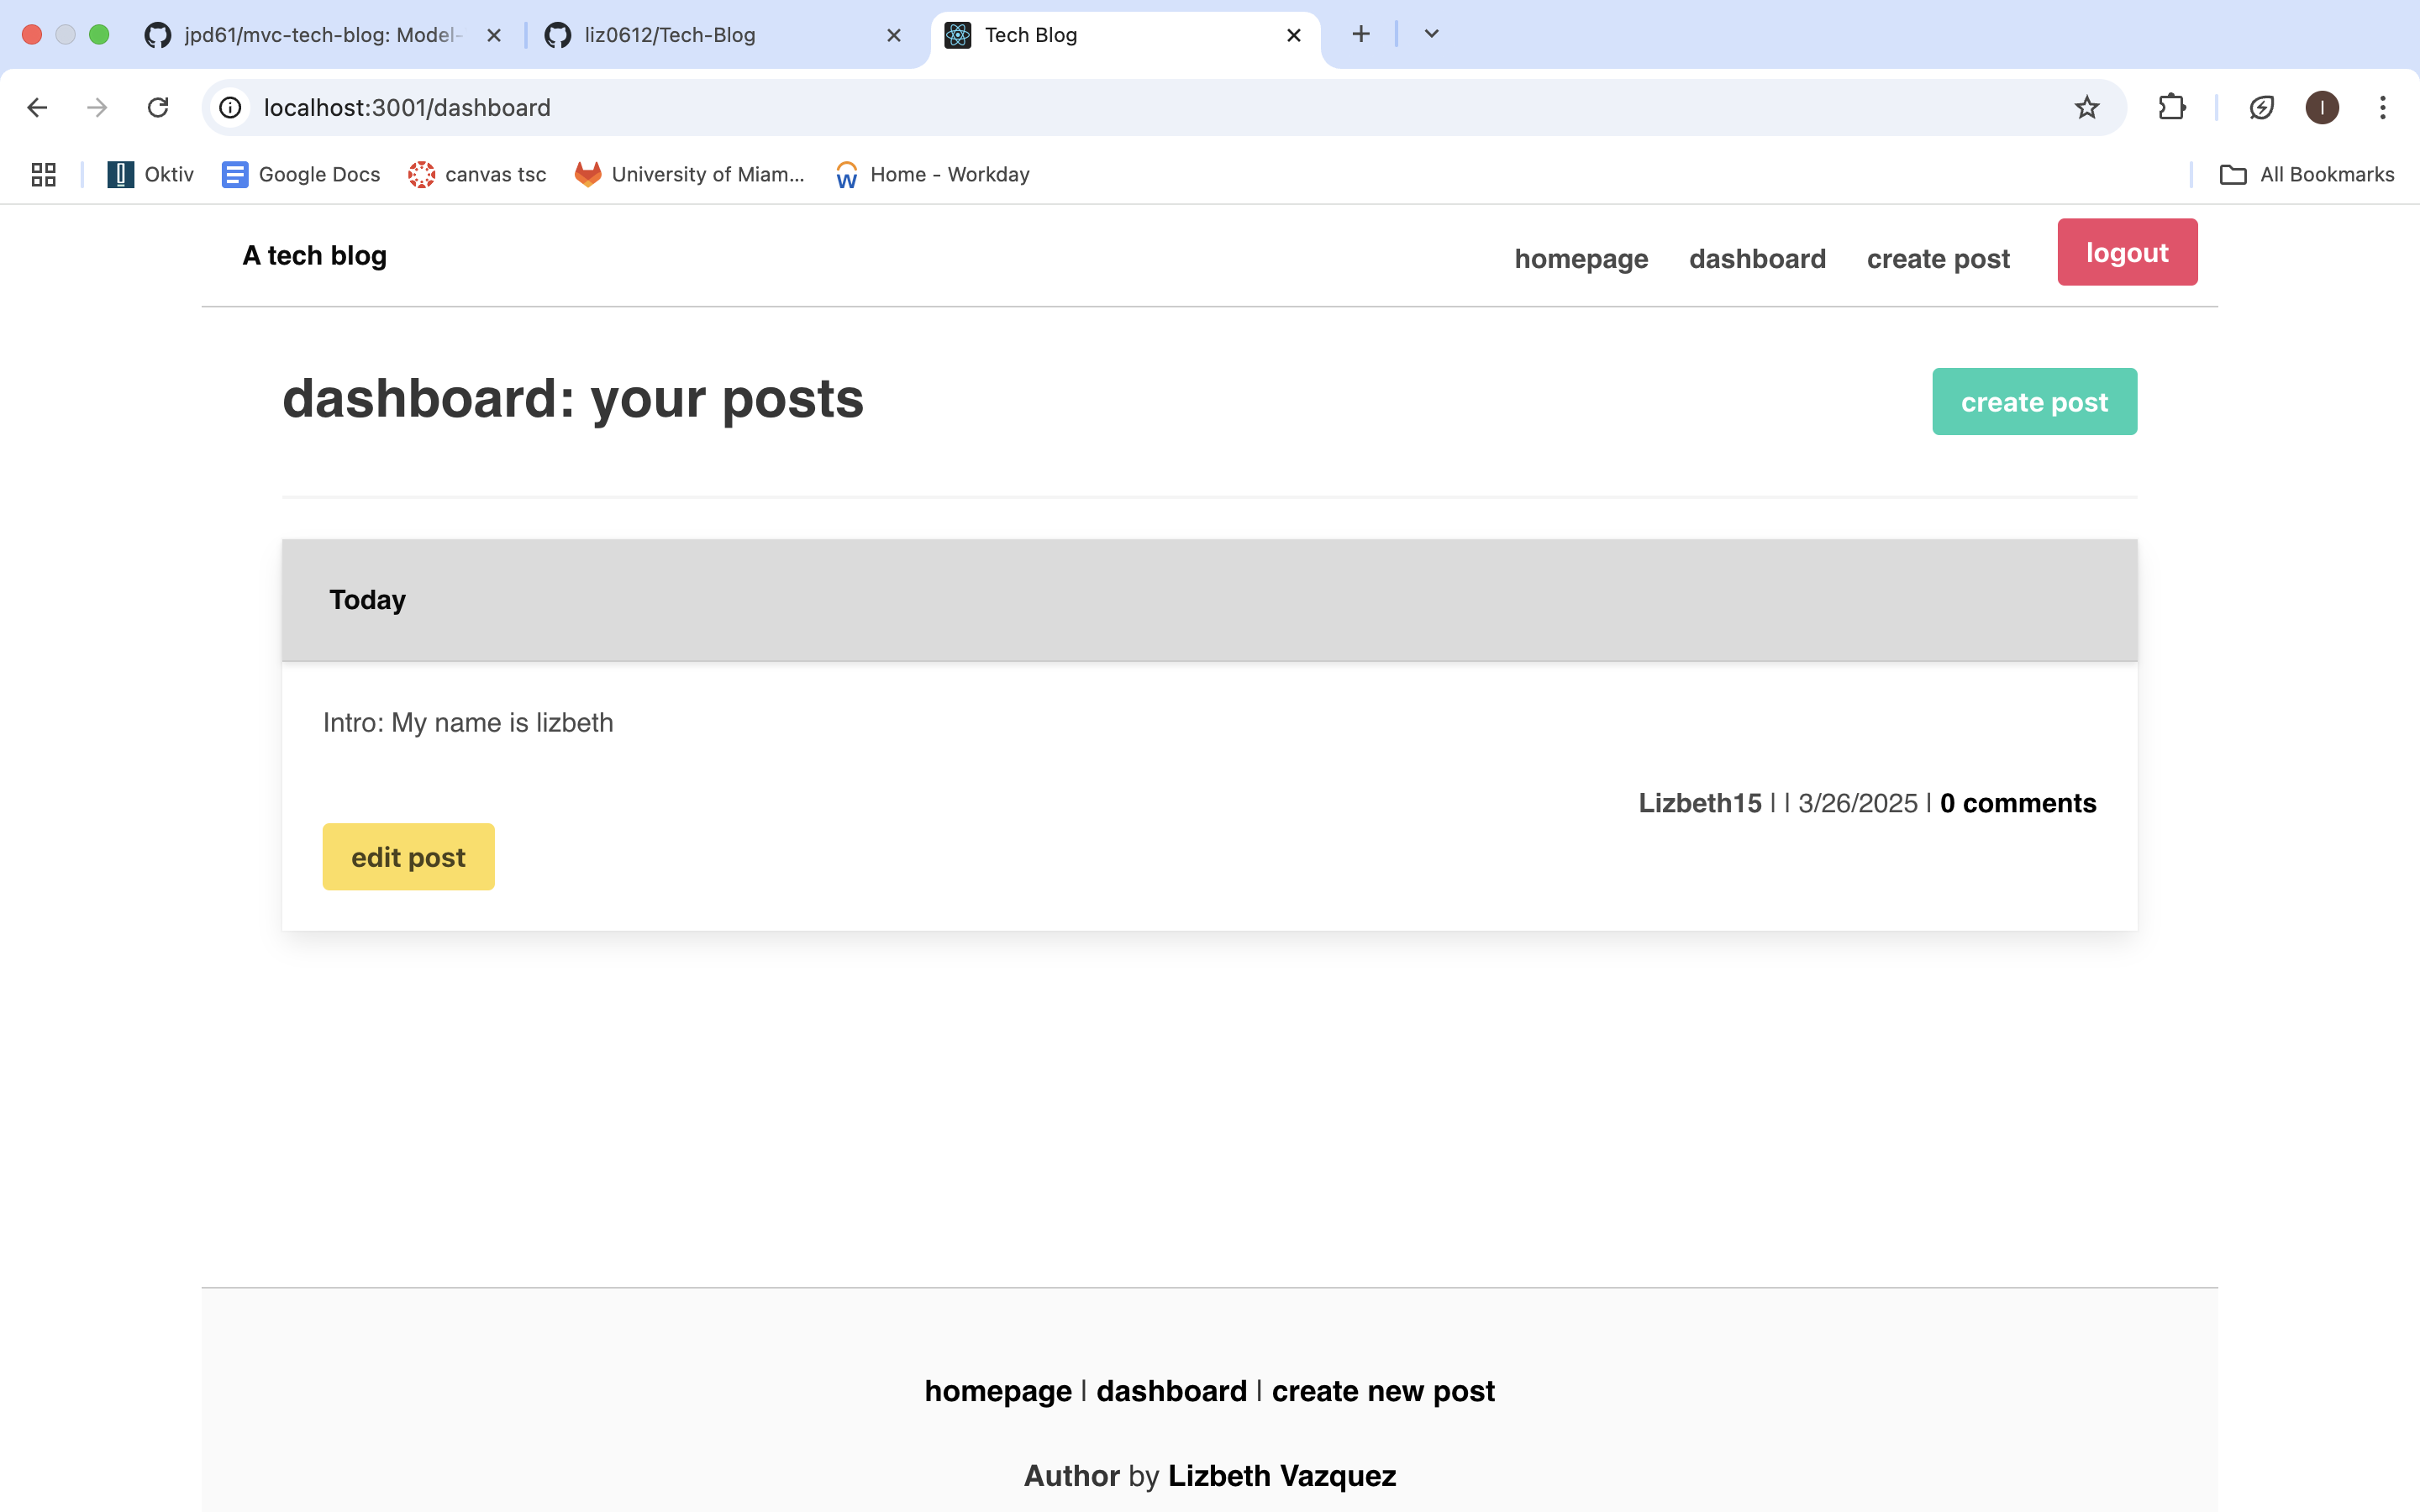 jpd61/mvc-tech-blog: Model-
liz0612/Tech-Blog
Tech Blog
localhost:3001/dashboard
I
Oktiv
Google Docs
canvas tsc
University of Miam...
W
Home - Workday
All Bookmarks
A tech blog
homepage
dashboard
create post
logout
dashboard: your posts
create post
Today
Intro: My name is lizbeth
Lizbeth15 | | 3/26/2025 | 0 comments
edit post
homepage | dashboard | create new post
Author by Lizbeth Vazquez